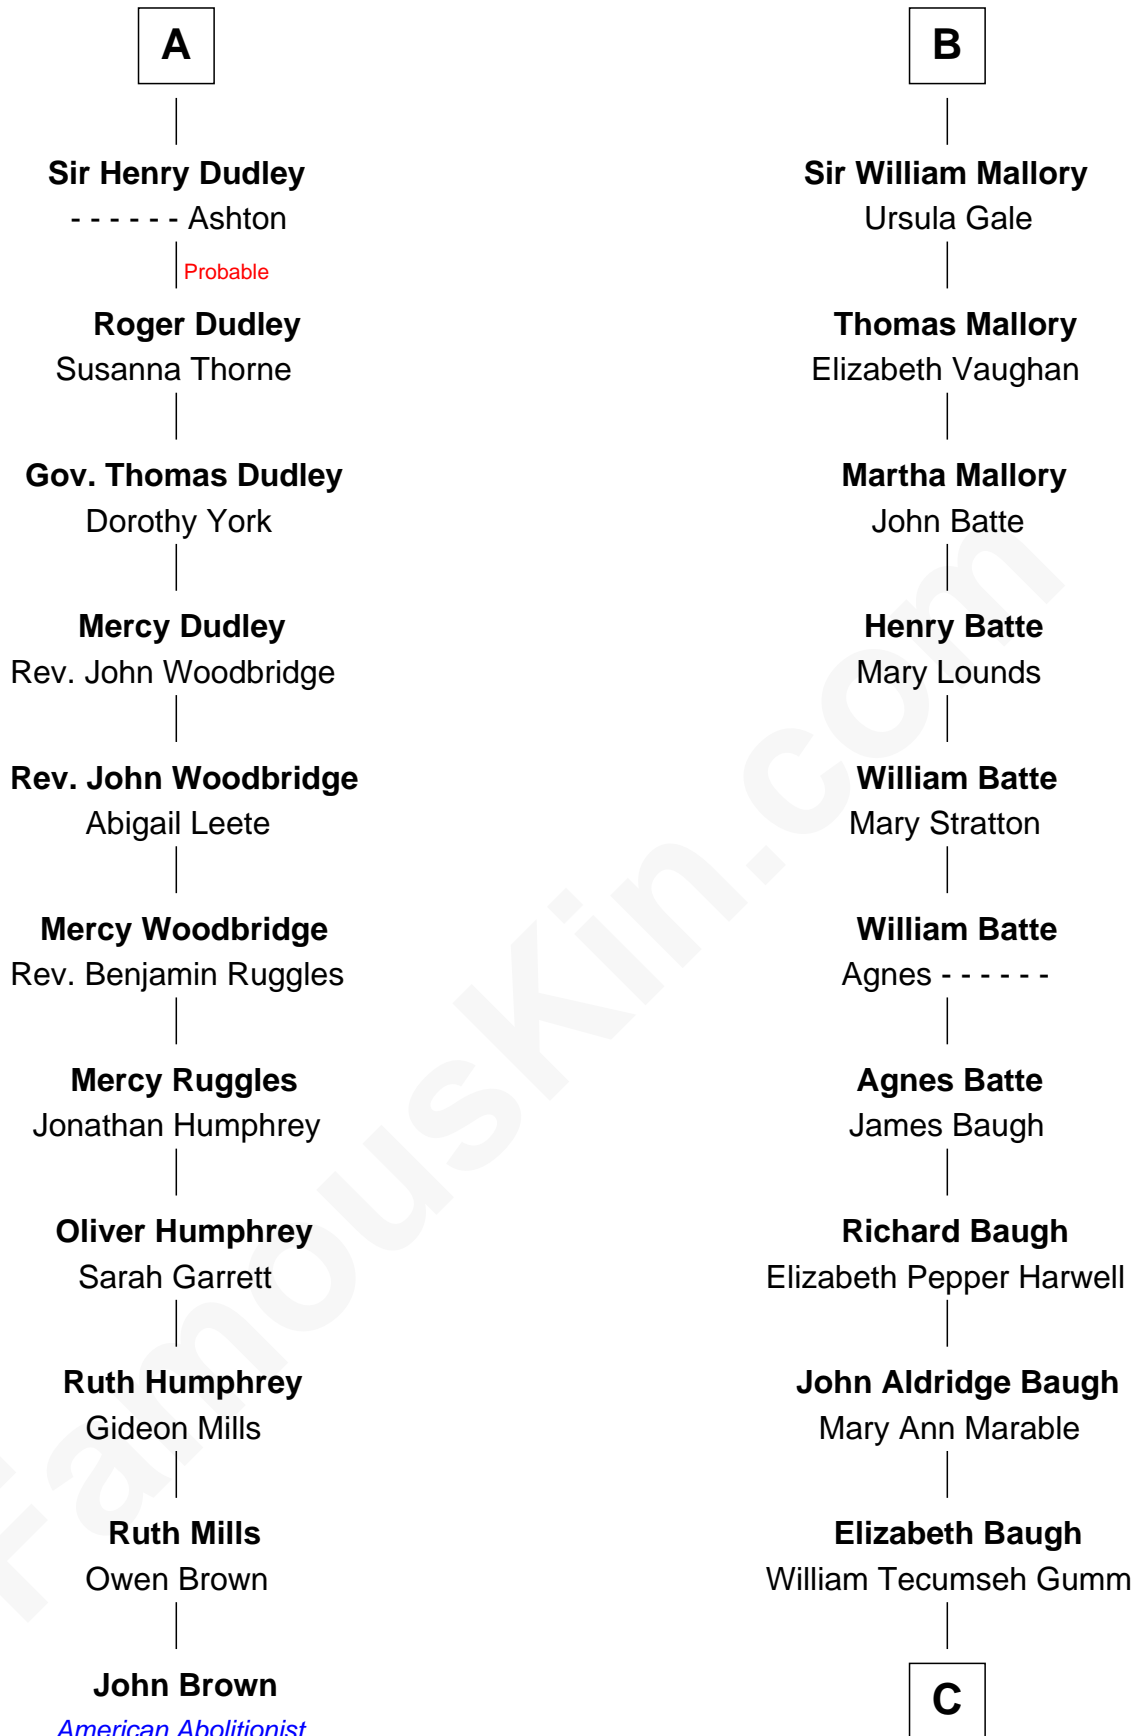 A
Sir Henry Dudley
- - - - - - Ashton
Probable
Roger Dudley
Susanna Thorne
Gov. Thomas Dudley
Dorothy York
Mercy Dudley
Rev. John Woodbridge
Rev. John Woodbridge
Abigail Leete
Mercy Woodbridge
Rev. Benjamin Ruggles
Mercy Ruggles
Jonathan Humphrey
Oliver Humphrey
Sarah Garrett
Ruth Humphrey
Gideon Mills
Ruth Mills
Owen Brown
John Brown
American Abolitionist
B
Sir William Mallory
Ursula Gale
Thomas Mallory
Elizabeth Vaughan
Martha Mallory
John Batte
Henry Batte
Mary Lounds
William Batte
Mary Stratton
William Batte
Agnes - - - - - -
Agnes Batte
James Baugh
Richard Baugh
Elizabeth Pepper Harwell
John Aldridge Baugh
Mary Ann Marable
Elizabeth Baugh
William Tecumseh Gumm
C
FamousKin.com